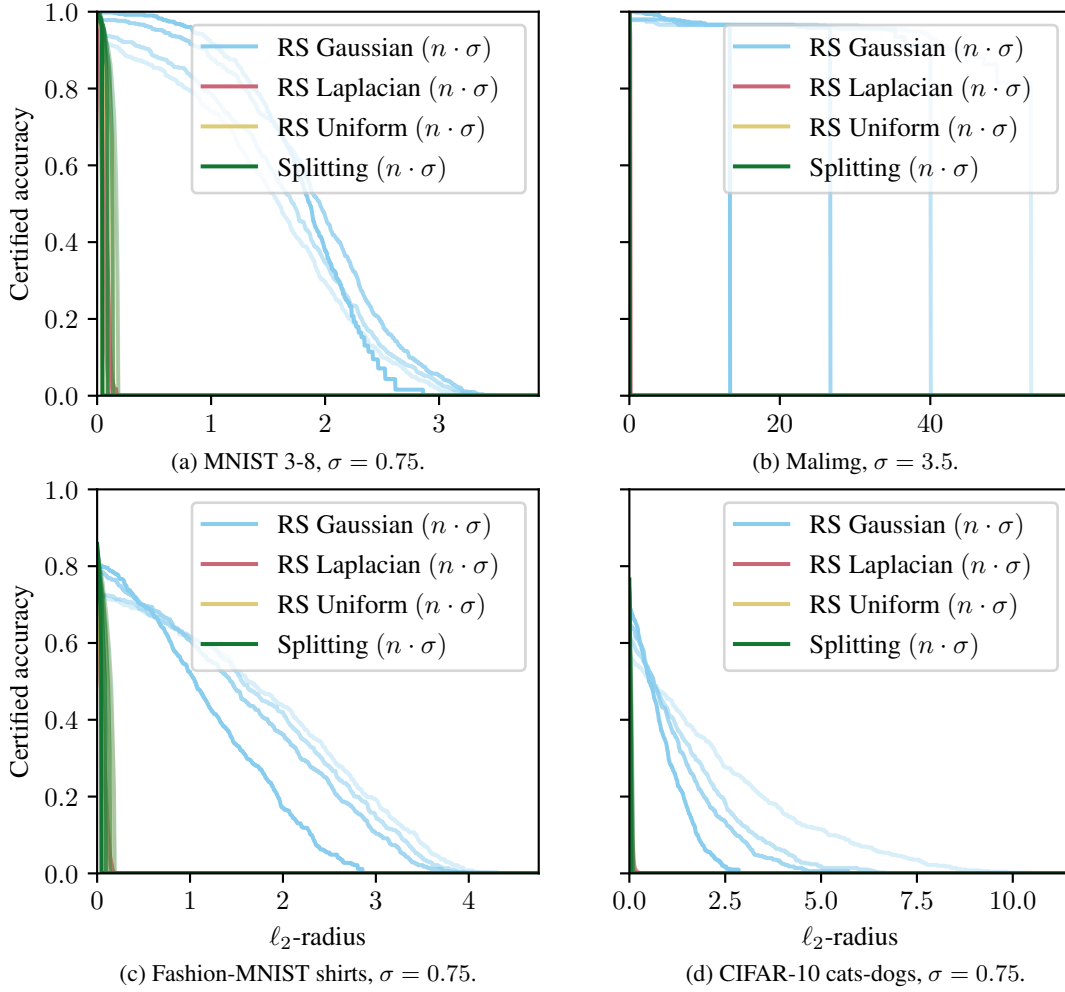 1.0
0.8
0.6
0.4
0.2
0.0
Certified accuracy
RS Gaussian (n · σ)
RS Laplacian (n · σ)
RS Uniform (n · σ)
Splitting (n · σ)
0 1 2 3
(a) MNIST 3-8, σ = 0.75.
RS Gaussian (n · σ)
RS Laplacian (n · σ)
RS Uniform (n · σ)
Splitting (n · σ)
0 20 40
(b) Malimg, σ = 3.5.
1.0
0.8
0.6
0.4
0.2
0.0
Certified accuracy
RS Gaussian (n · σ)
RS Laplacian (n · σ)
RS Uniform (n · σ)
Splitting (n · σ)
0 1 2 3 4
ℓ₂-radius
(c) Fashion-MNIST shirts, σ = 0.75.
RS Gaussian (n · σ)
RS Laplacian (n · σ)
RS Uniform (n · σ)
Splitting (n · σ)
0.0 2.5 5.0 7.5 10.0
ℓ₂-radius
(d) CIFAR-10 cats-dogs, σ = 0.75.